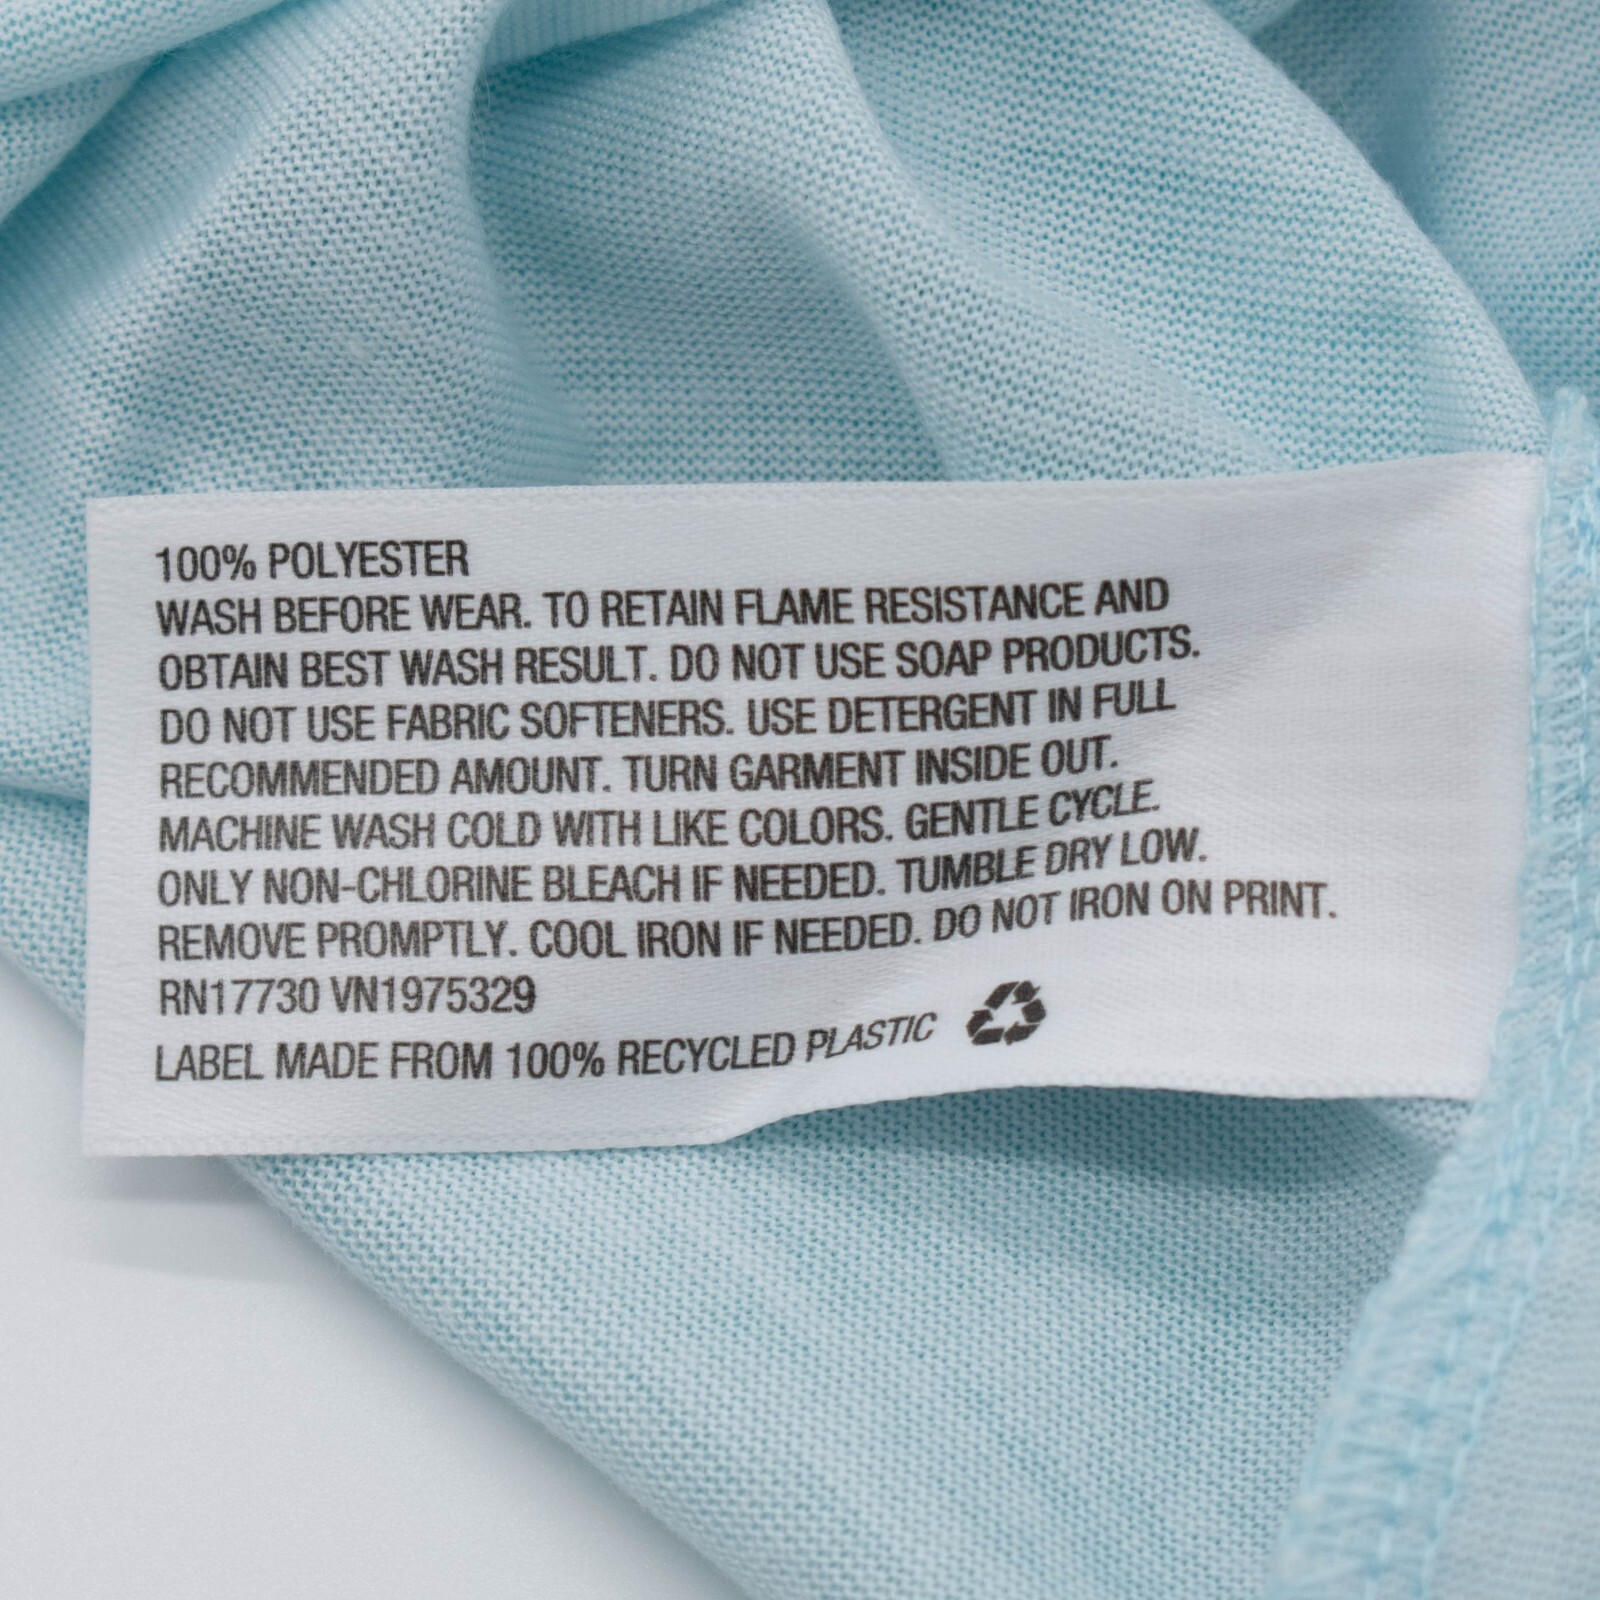 100% POLYESTER
WASH BEFORE WEAR. TO RETAIN FLAME RESISTANCE AND
OBTAIN BEST WASH RESULT. DO NOT USE SOAP PRODUCTS.
DO NOT USE FABRIC SOFTENERS. USE DETERGENT IN FULL
RECOMMENDED AMOUNT. TURN GARMENT INSIDE OUT.
MACHINE WASH COLD WITH LIKE COLORS. GENTLE CYCLE.
ONLY NON-CHLORINE BLEACH IF NEEDED. TUMBLE DRY LOW.
REMOVE PROMPTLY. COOL IRON IF NEEDED. DO NOT IRON ON PRINT.
RN17730 VN1975329
LABEL MADE FROM 100% RECYCLED PLASTIC